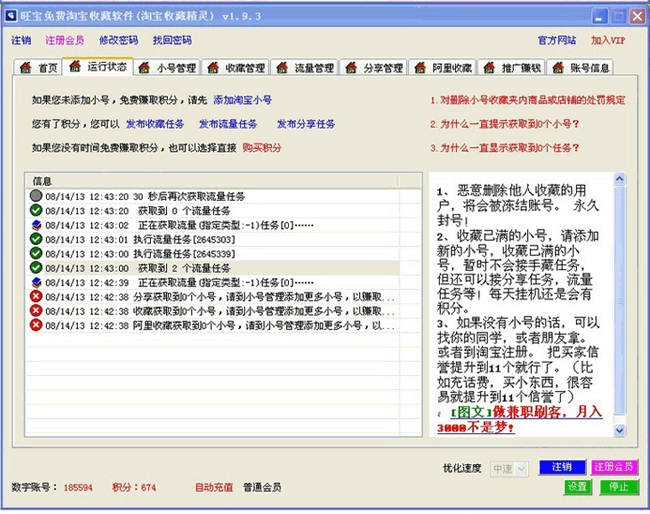 旺宝免费淘宝收藏软件(淘宝收藏精灵) v1.9.3
注销 注册会员 修改密码 找回密码 官方网站 加入VIP
首页 运行状态 小号管理 收藏管理 流量管理 分享管理 阿里收藏 推广赚钱 账号信息
如果您未添加小号，免费赚取积分，请先 添加淘宝小号
您有了积分，您可以 发布收藏任务 发布流量任务 发布分享任务
如果您没有时间免费赚取积分，也可以选择直接 购买积分
1.对删除小号收藏夹内商品或店铺的处罚规定
2.为什么一直提示获取到0个小号？
3.为什么一直显示获取到0个任务？
信息
08/14/13 12:43:20 30 秒后再次获取流量任务
08/14/13 12:43:20 获取到 0 个流量任务
08/14/13 12:43:02 正在获取流量(指定类型:-1)任务[0]……
08/14/13 12:43:01 执行流量任务[2645303]
08/14/13 12:43:00 执行流量任务[2645339]
08/14/13 12:43:00 获取到 2 个流量任务
08/14/13 12:42:39 正在获取流量(指定类型:-1)任务[0]……
08/14/13 12:42:38 分享获取到0个小号，请到小号管理添加更多小号，以赚取...
08/14/13 12:42:38 收藏获取到0个小号，请到小号管理添加更多小号，以赚取...
08/14/13 12:42:38 阿里收藏获取到0个小号，请到小号管理添加更多小号，以...
1、恶意删除他人收藏的用
户，将会被冻结账号。 永久
封号!
2、收藏已满的小号，请添加
新的小号，收藏已满的小
号，暂时不会接手藏任务，
但还可以接分享任务，流量
任务等! 每天挂机还是会有
积分。
3、如果没有小号的话，可以
找你的同学，或者朋友拿。
或者到淘宝注册。 把买家信
誉提升到11个就行了。（比
如充话费，买小东西，很容
易就提升到11个信誉了）
[图文]做兼职刷客，月入
3000不是梦!
优化速度 中速 注销 注册会员
数字账号： 185594 积分：674 自动充值 普通会员 设置 停止